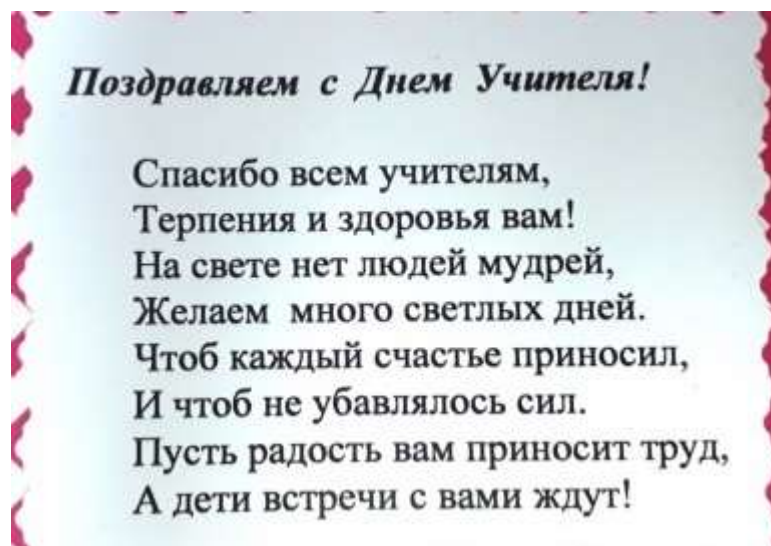 Поздравляем с Днем Учителя!
Спасибо всем учителям,
Терпения и здоровья вам!
На свете нет людей мудрей,
Желаем много светлых дней.
Чтоб каждый счастье приносил,
И чтоб не убавлялось сил.
Пусть радость вам приносит труд,
А дети встречи с вами ждут!